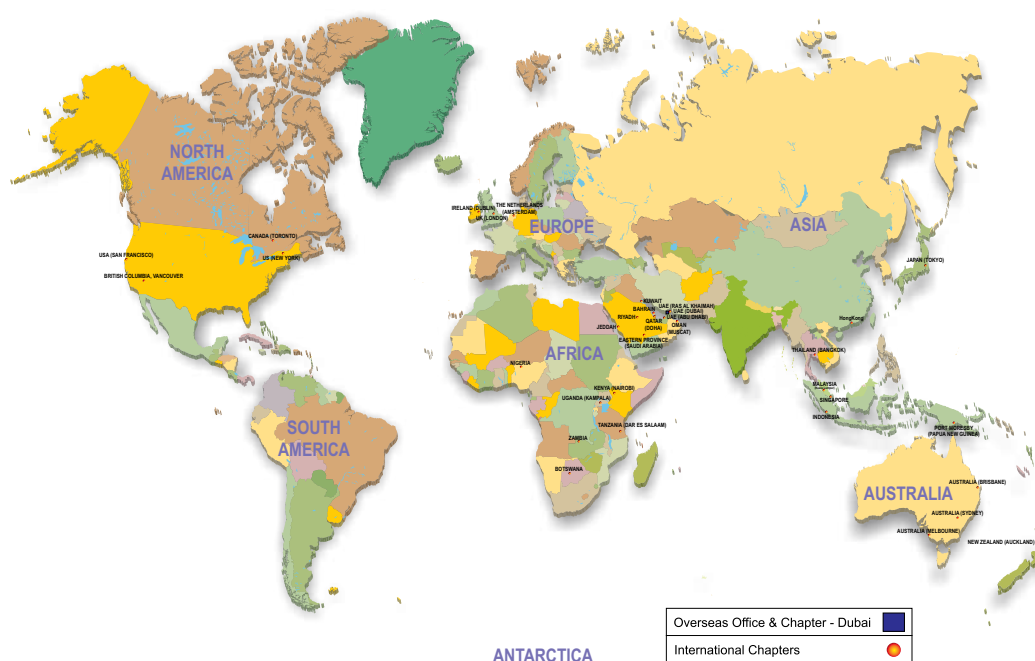 NORTH
AMERICA
CANADA (TORONTO)
US (NEW YORK)
USA (SAN FRANCISCO)
BRITISH COLUMBIA, VANCOUVER
SOUTH
AMERICA
IRELAND (DUBLIN)
UK (LONDON)
THE NETHERLANDS
(AMSTERDAM)
EUROPE
ASIA
JAPAN (TOKYO)
HongKong
KUWAIT
BAHRAIN
UAE (RAS AL KHAIMAH)
UAE (DUBAI)
UAE (ABU DHABI)
RIYADH
QATAR
(DOHA)
OMAN
(MUSCAT)
JEDDAH
EASTERN PROVINCE
(SAUDI ARABIA)
AFRICA
NIGERIA
KENYA (NAIROBI)
UGANDA (KAMPALA)
TANZANIA (DAR ES SALAAM)
ZAMBIA
BOTSWANA
THAILAND (BANGKOK)
MALAYSIA
SINGAPORE
INDONESIA
PORT MORESBY
(PAPUA NEW GUINEA)
AUSTRALIA
AUSTRALIA (BRISBANE)
AUSTRALIA (SYDNEY)
AUSTRALIA (MELBOURNE)
NEW ZEALAND (AUCKLAND)
ANTARCTICA
Overseas Office & Chapter - Dubai
International Chapters